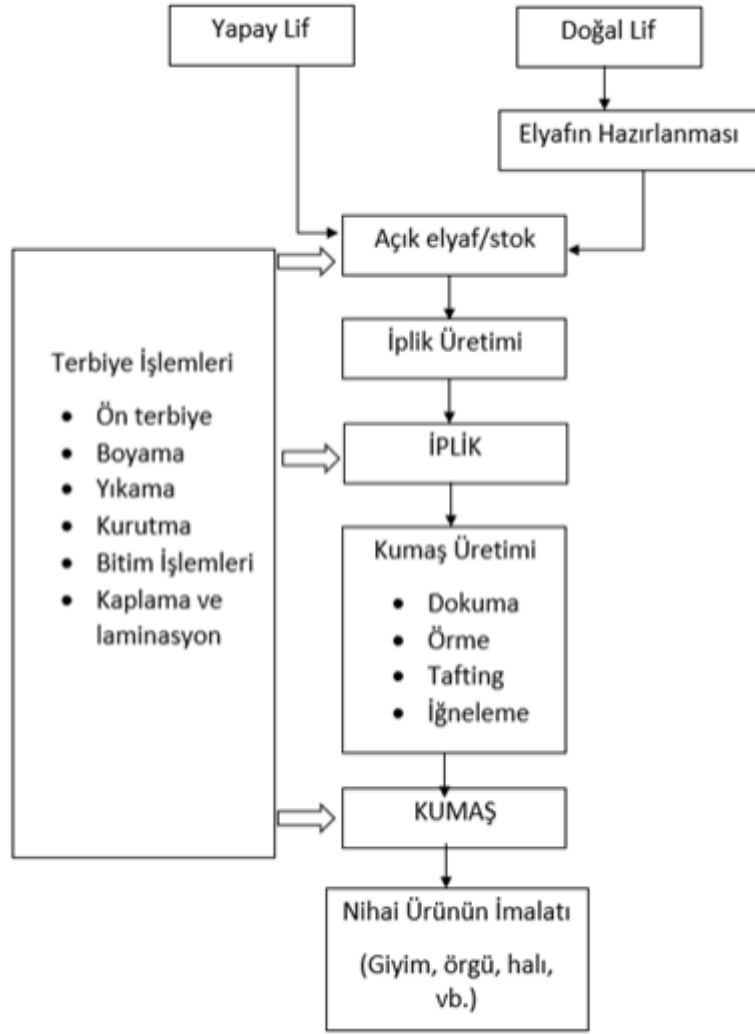 Yapay Lif
Doğal Lif
Elyafın Hazırlanması
Açık elyaf/stok
İplik Üretimi
Terbiye İşlemleri
• Ön terbiye
• Boyama
• Yıkama
• Kurutma
• Bitim İşlemleri
• Kaplama ve
laminasyon
İPLİK
Kumaş Üretimi
• Dokuma
• Örme
• Tafting
• İğneleme
KUMAŞ
Nihai Ürünün İmalatı
(Giyim, örgü, halı,
vb.)